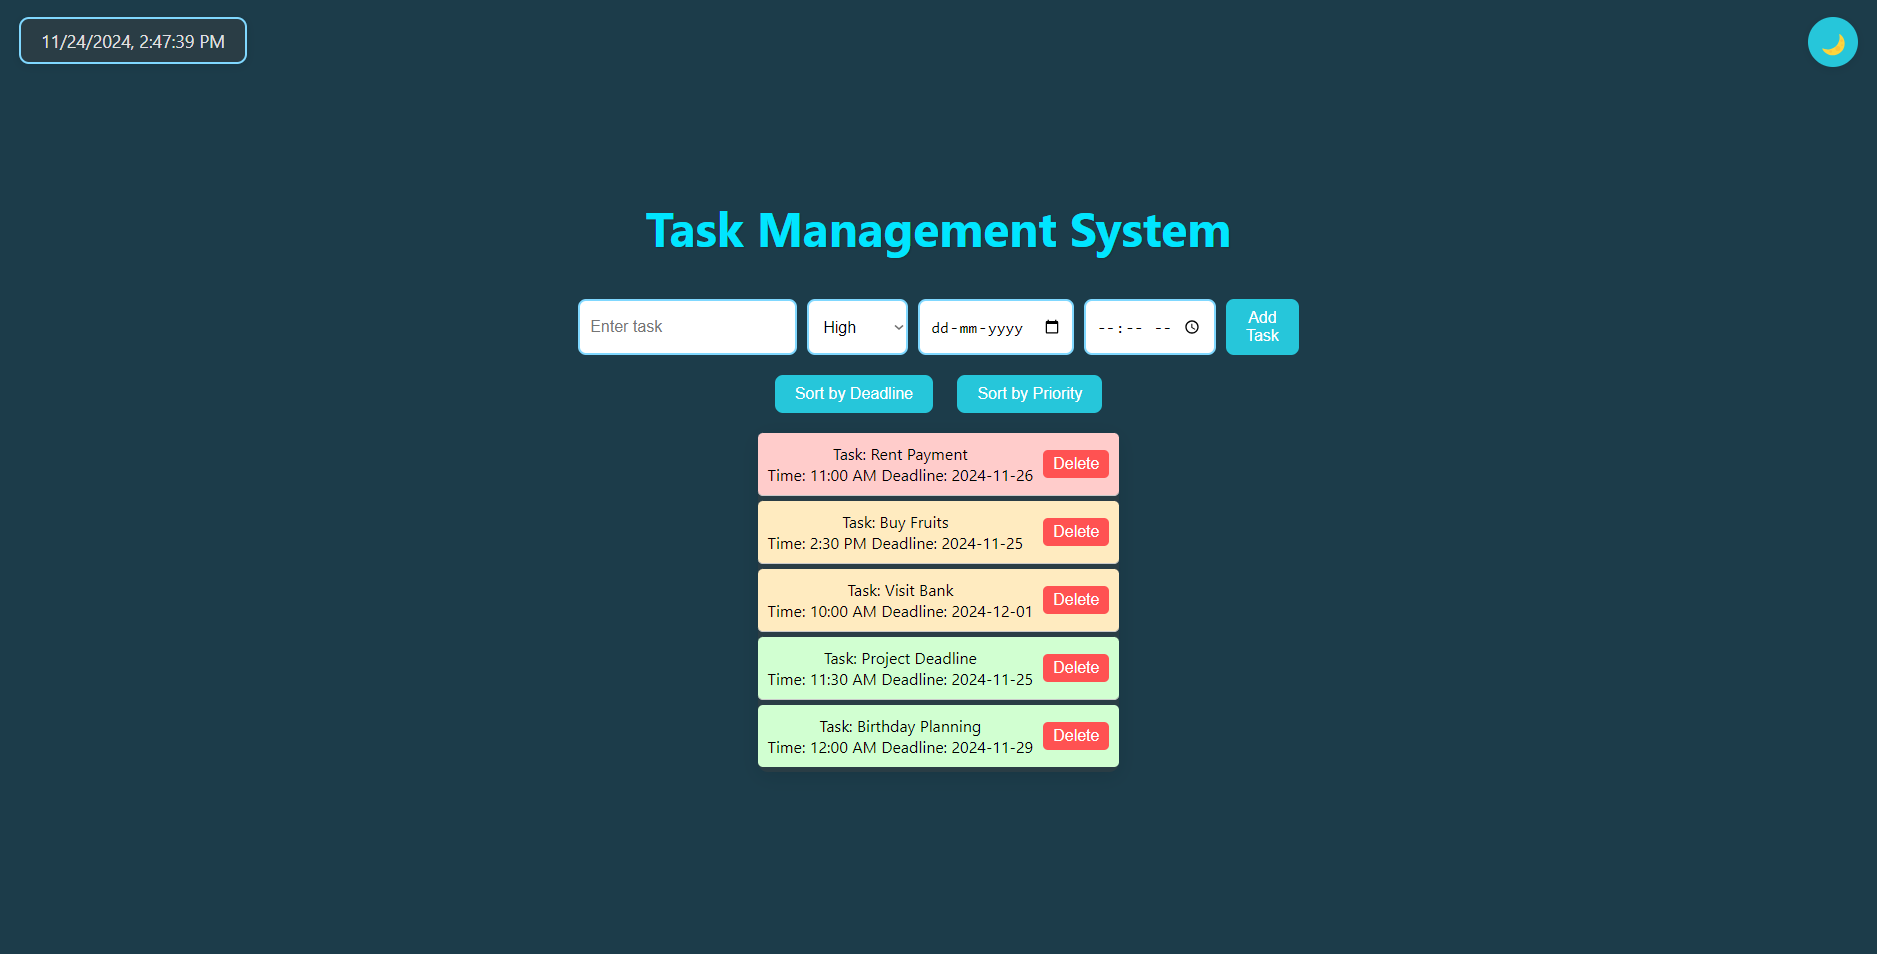 11/24/2024, 2:47:39 PM
Task Management System
Enter task
High
dd-mm-yyyy
--:-- --
Add
Task
Sort by Deadline
Sort by Priority
Task: Rent Payment
Time: 11:00 AM Deadline: 2024-11-26
Delete
Task: Buy Fruits
Time: 2:30 PM Deadline: 2024-11-25
Delete
Task: Visit Bank
Time: 10:00 AM Deadline: 2024-12-01
Delete
Task: Project Deadline
Time: 11:30 AM Deadline: 2024-11-25
Delete
Task: Birthday Planning
Time: 12:00 AM Deadline: 2024-11-29
Delete